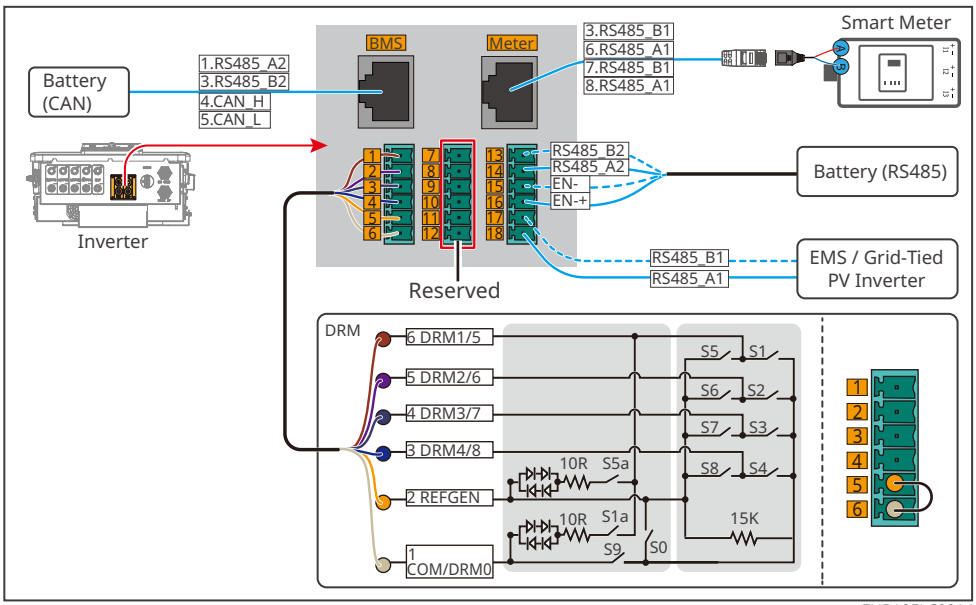 Smart Meter
BMS
Meter
3.RS485_B1
6.RS485_A1
7.RS485_B1
8.RS485_A1
A
B
Battery
(CAN)
1.RS485_A2
3.RS485_B2
4.CAN_H
5.CAN_L
1
2
3
4
5
6
7
8
9
10
11
12
13
14
15
16
17
18
RS485_B2
RS485_A2
EN-
EN-+
Battery (RS485)
Inverter
Reserved
RS485_B1
RS485_A1
EMS / Grid-Tied
PV Inverter
DRM
6 DRM1/5
5 DRM2/6
4 DRM3/7
3 DRM4/8
2 REFGEN
1
COM/DRM0
10R
S5a
10R
S1a
S9
S0
S5
S1
S6
S2
S7
S3
S8
S4
15K
1
2
3
4
5
6